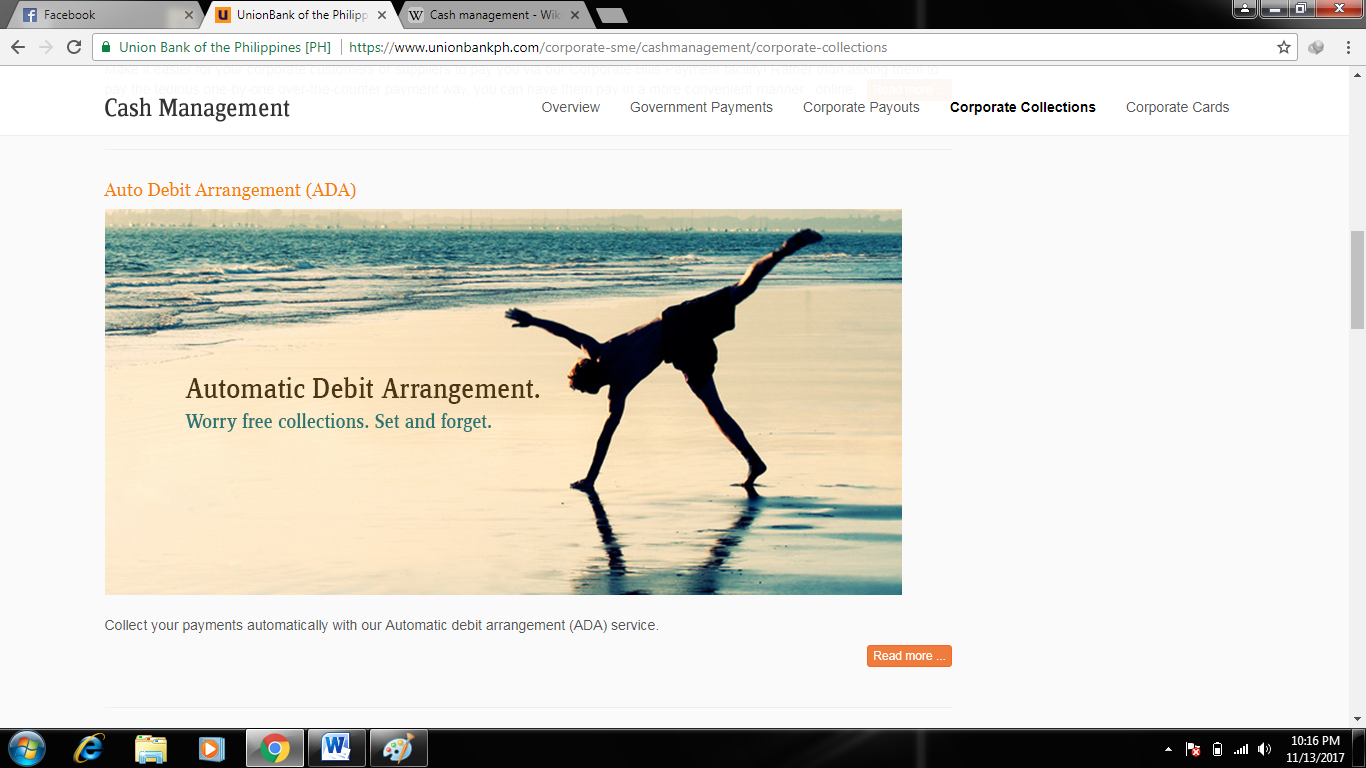 Facebook
UnionBank of the Philipp
Cash management - Wik
Union Bank of the Philippines [PH]
https://www.unionbankph.com/corporate-sme/cashmanagement/corporate-collections
pay the tedious one-by-one over-the-counter payment way, you can have them pay in a more convenient manner online. Read more ...
Cash Management
Overview
Government Payments
Corporate Payouts
Corporate Collections
Corporate Cards
Auto Debit Arrangement (ADA)
Automatic Debit Arrangement.
Worry free collections. Set and forget.
Collect your payments automatically with our Automatic debit arrangement (ADA) service.
Read more ...
10:16 PM
11/13/2017